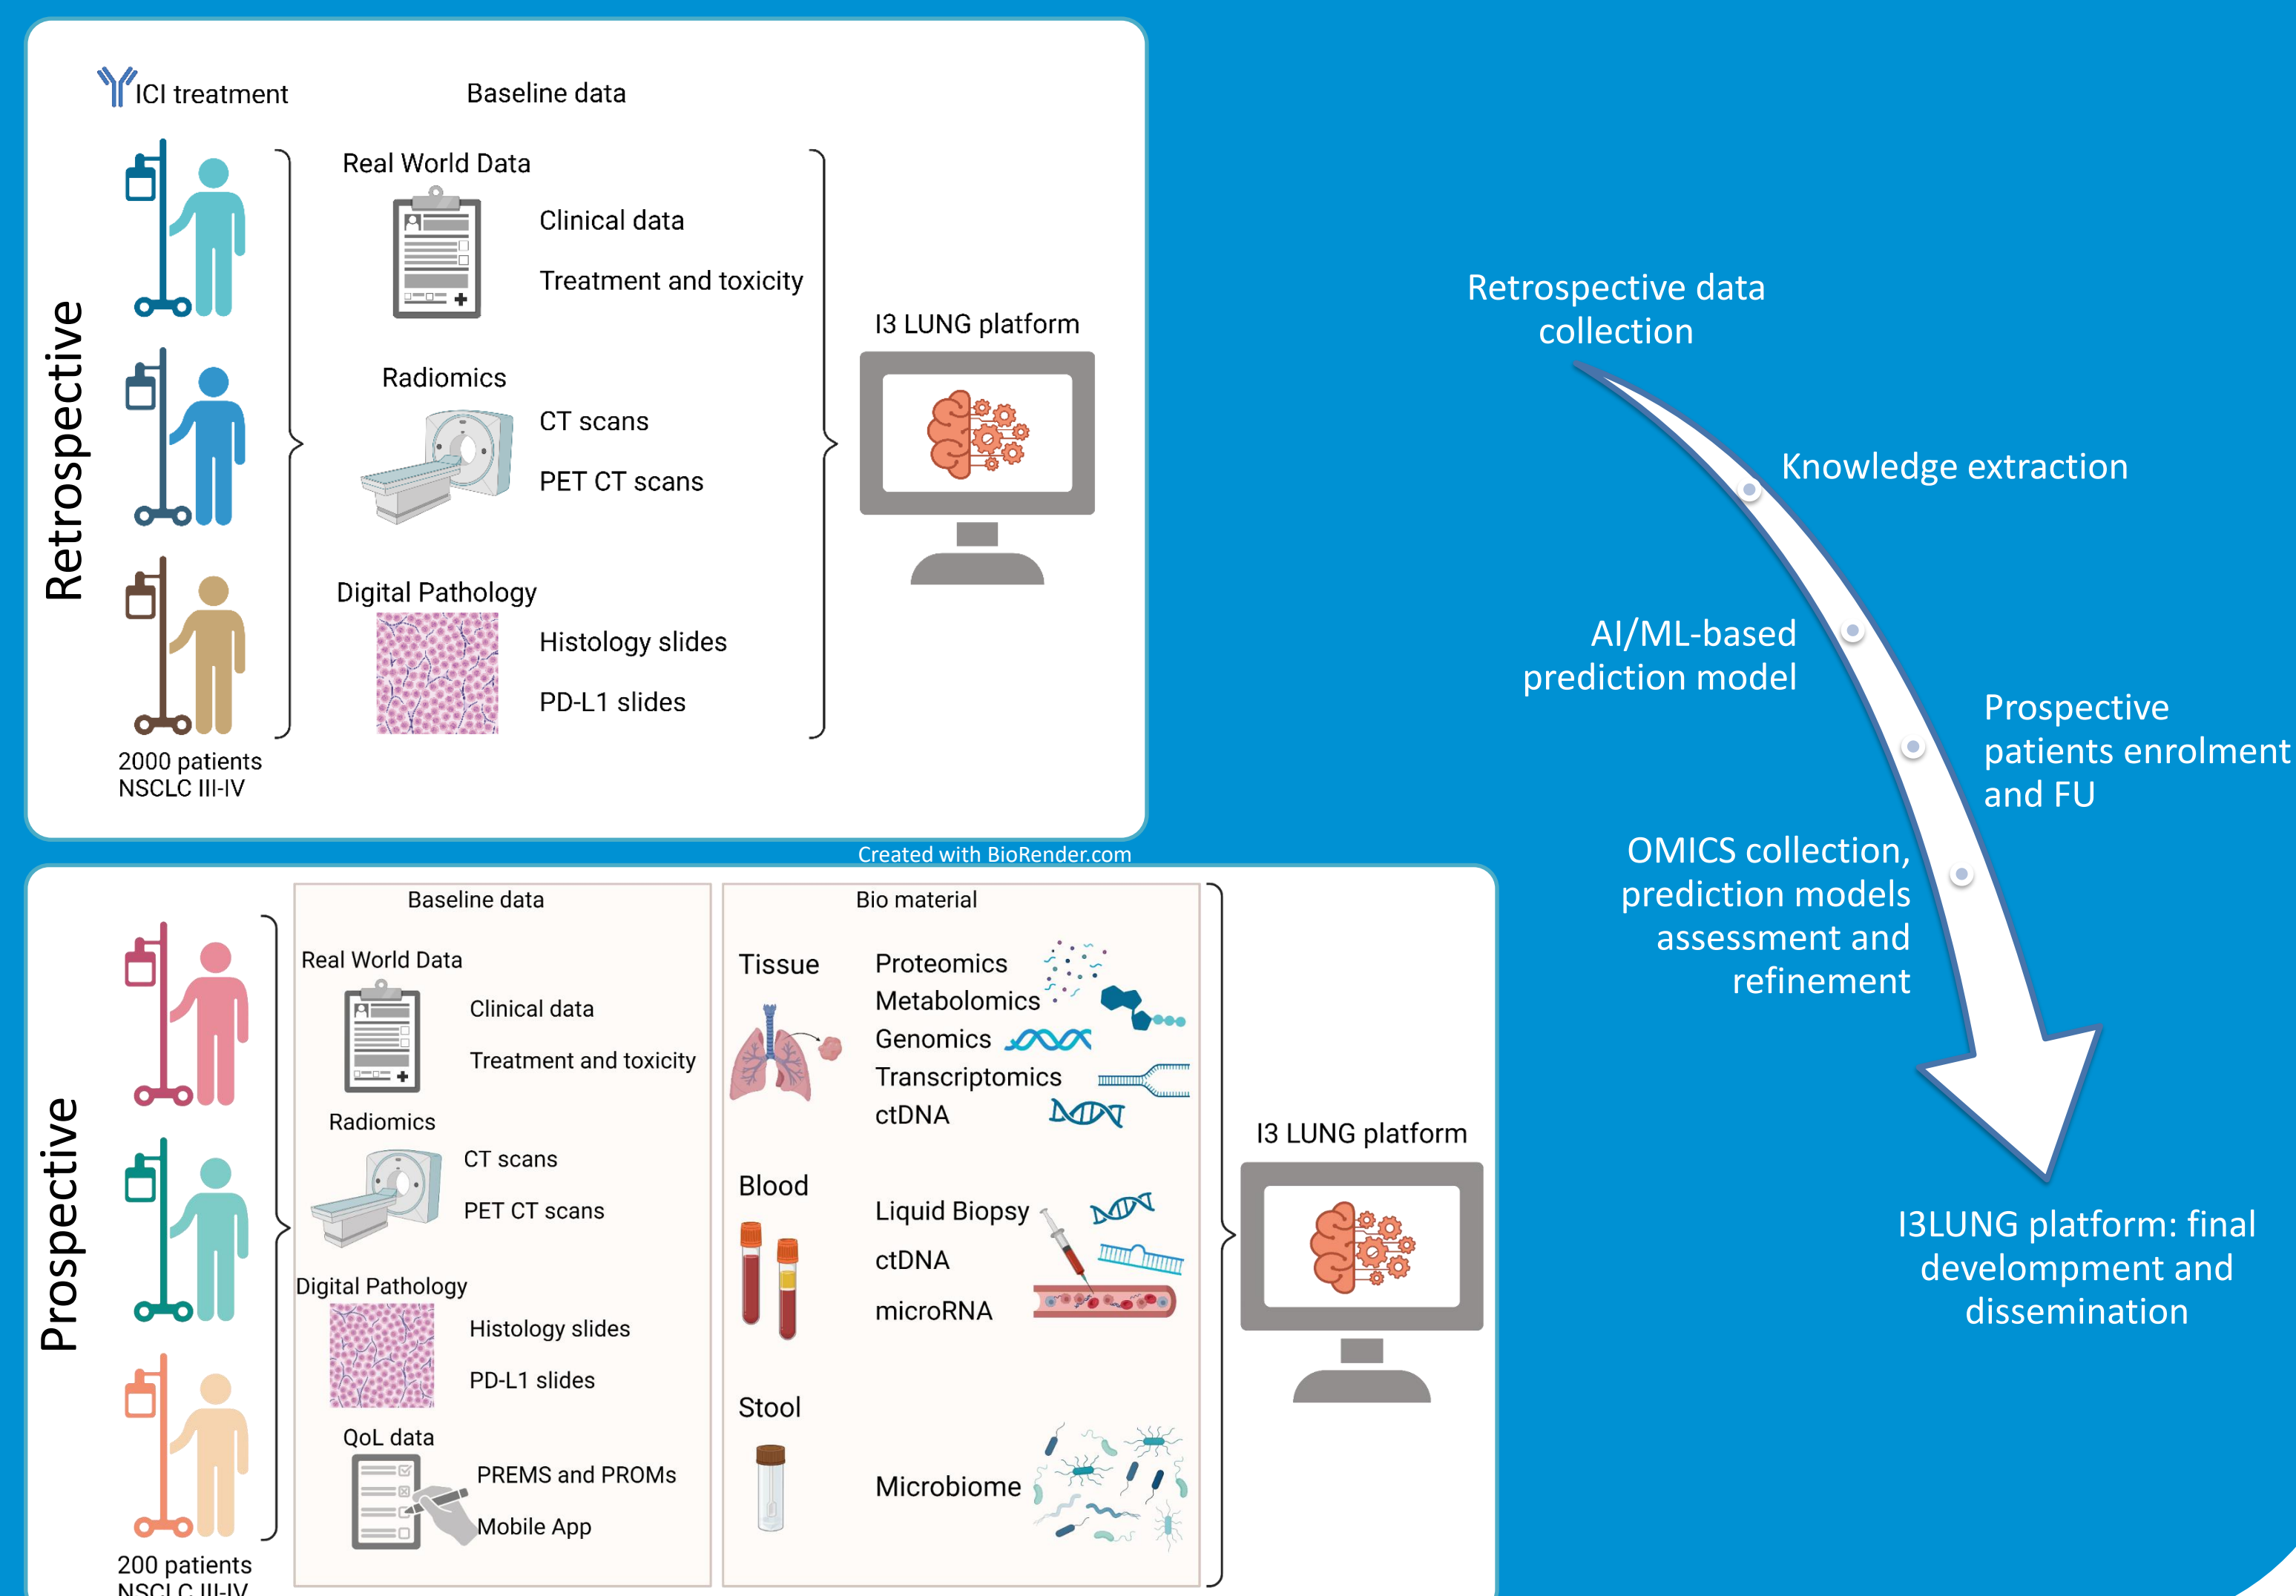 ICI treatment
Baseline data
Retrospective
Real World Data
Clinical data
Treatment and toxicity
Radiomics
CT scans
PET CT scans
Digital Pathology
Histology slides
PD-L1 slides
2000 patients
NSCLC III-IV
I3 LUNG platform
Created with BioRender.com
Prospective
Baseline data
Real World Data
Clinical data
Treatment and toxicity
Radiomics
CT scans
PET CT scans
Digital Pathology
Histology slides
PD-L1 slides
QoL data
PREMS and PROMs
Mobile App
200 patients
NSCLC III-IV
Bio material
Tissue
Proteomics
Metabolomics
Genomics
Transcriptomics
ctDNA
Blood
Liquid Biopsy
ctDNA
microRNA
Stool
Microbiome
I3 LUNG platform
Retrospective data
collection
Knowledge extraction
AI/ML-based
prediction model
Prospective
patients enrolment
and FU
OMICS collection,
prediction models
assessment and
refinement
I3LUNG platform: final
develompment and
dissemination